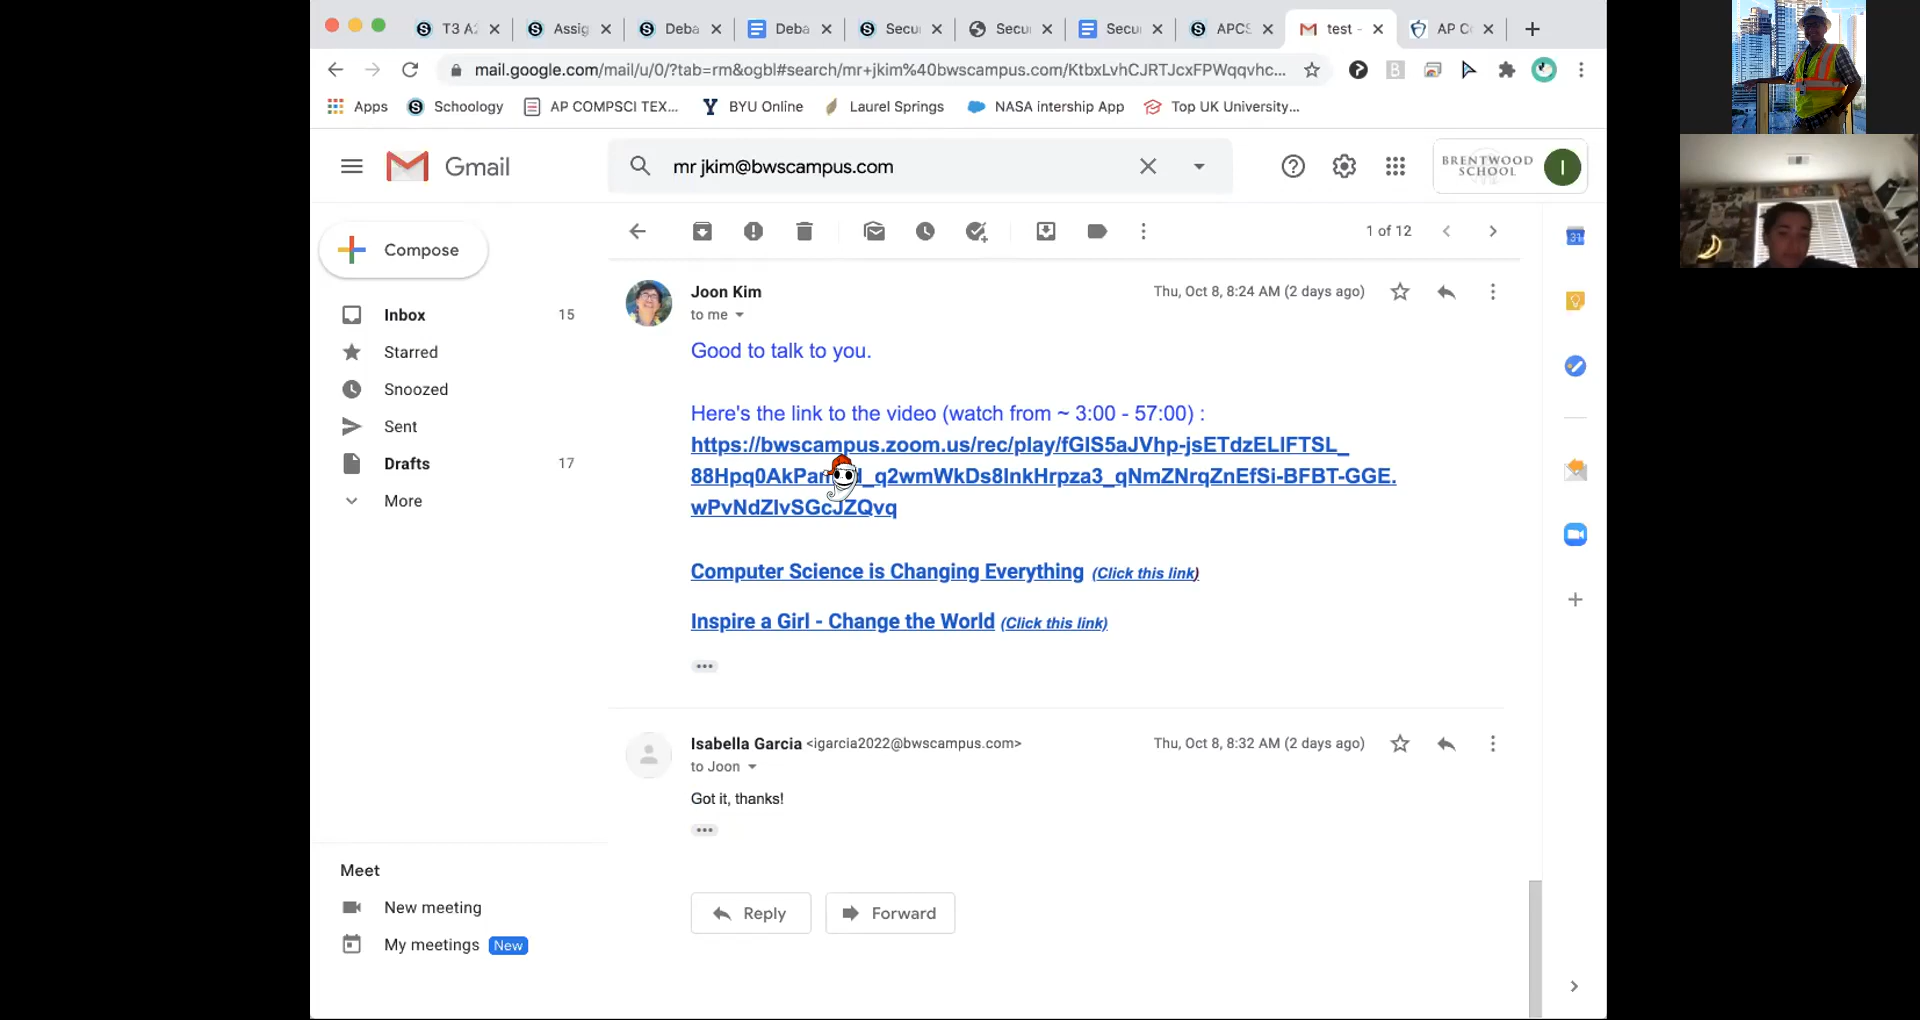 T3 A2
Assig
Deba
Deba
Secu
Secu
Secu
APCS
test -
AP C
mail.google.com/mail/u/0/?tab=rm&ogbl#search/mr+jkim%40bwscampus.com/KtbxLvhCJRTJcxFPWqqvhc...
Apps
Schoology
AP COMPSCI TEX...
BYU Online
Laurel Springs
NASA intership App
Top UK University...
Gmail
mr jkim@bwscampus.com
BRENTWOOD
SCHOOL
I
Compose
1 of 12
Inbox 15
Starred
Snoozed
Sent
Drafts 17
More
Joon Kim
Thu, Oct 8, 8:24 AM (2 days ago)
to me
Good to talk to you.
Here's the link to the video (watch from ~ 3:00 - 57:00) :
https://bwscampus.zoom.us/rec/play/fGIS5aJVhp-jsETdzELIFTSL_
_q2wmWkDs8InkHrpza3_qNmZNrqZnEfSi-BFBT-GGE.
wPvNdZIvSGcJZQvq
Computer Science is Changing Everything (Click this link)
Inspire a Girl - Change the World (Click this link)
Isabella Garcia <igarcia2022@bwscampus.com>
Thu, Oct 8, 8:32 AM (2 days ago)
to Joon
Got it, thanks!
Reply
Forward
Meet
New meeting
My meetings New
31